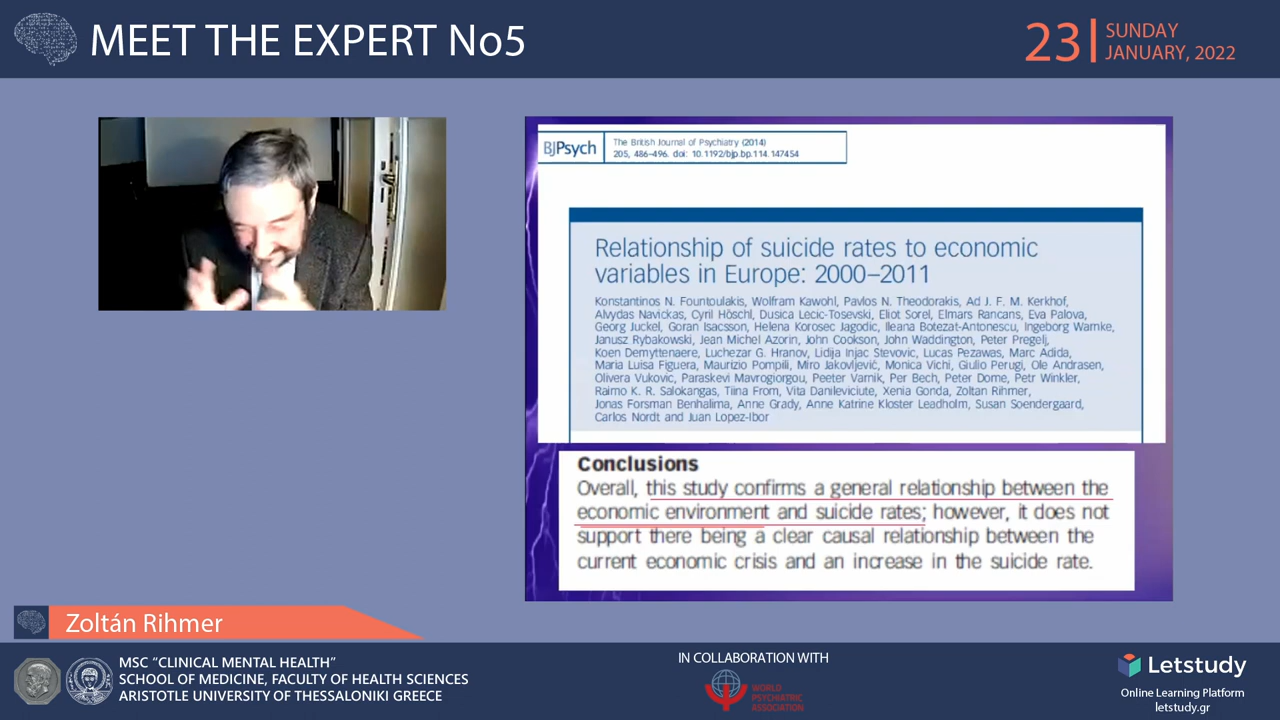 MEET THE EXPERT No5
23
SUNDAY
JANUARY, 2022
BJPsych
The British Journal of Psychiatry (2014)
205, 486–496. doi: 10.1192/bjp.bp.114.147454
Relationship of suicide rates to economic
variables in Europe: 2000–2011
Konstantinos N. Fountoulakis, Wolfram Kawohl, Pavlos N. Theodorakis, Ad J. F. M. Kerkhof,
Alvydas Navickas, Cyril Höschl, Dusica Lecic-Tosevski, Eliot Sorel, Elmars Rancans, Eva Palova,
Georg Juckel, Goran Isacsson, Helena Korosec Jagodic, Ileana Botezat-Antonescu, Ingeborg Warnke,
Janusz Rybakowski, Jean Michel Azorin, John Cookson, John Waddington, Peter Pregelj,
Koen Demyttenaere, Luchezar G. Hranov, Lidija Injac Stevovic, Lucas Pezawas, Marc Adida,
Maria Luisa Figuera, Maurizio Pompili, Miro Jakovljević, Monica Vichi, Giulio Perugi, Ole Andrasen,
Olivera Vukovic, Paraskevi Mavrogiorgou, Peeter Varnik, Per Bech, Peter Dome, Petr Winkler,
Raimo K. R. Salokangas, Tiina From, Vita Danileviciute, Xenia Gonda, Zoltan Rihmer,
Jonas Forsman Benhalima, Anne Grady, Anne Katrine Kloster Leadholm, Susan Soendergaard,
Carlos Nordt and Juan Lopez-Ibor
Conclusions
Overall, this study confirms a general relationship between the
economic environment and suicide rates; however, it does not
support there being a clear causal relationship between the
current economic crisis and an increase in the suicide rate.
Zoltán Rihmer
MSC “CLINICAL MENTAL HEALTH”
SCHOOL OF MEDICINE, FACULTY OF HEALTH SCIENCES
ARISTOTLE UNIVERSITY OF THESSALONIKI GREECE
IN COLLABORATION WITH
WORLD
PSYCHIATRIC
ASSOCIATION
Letstudy
Online Learning Platform
letstudy.gr